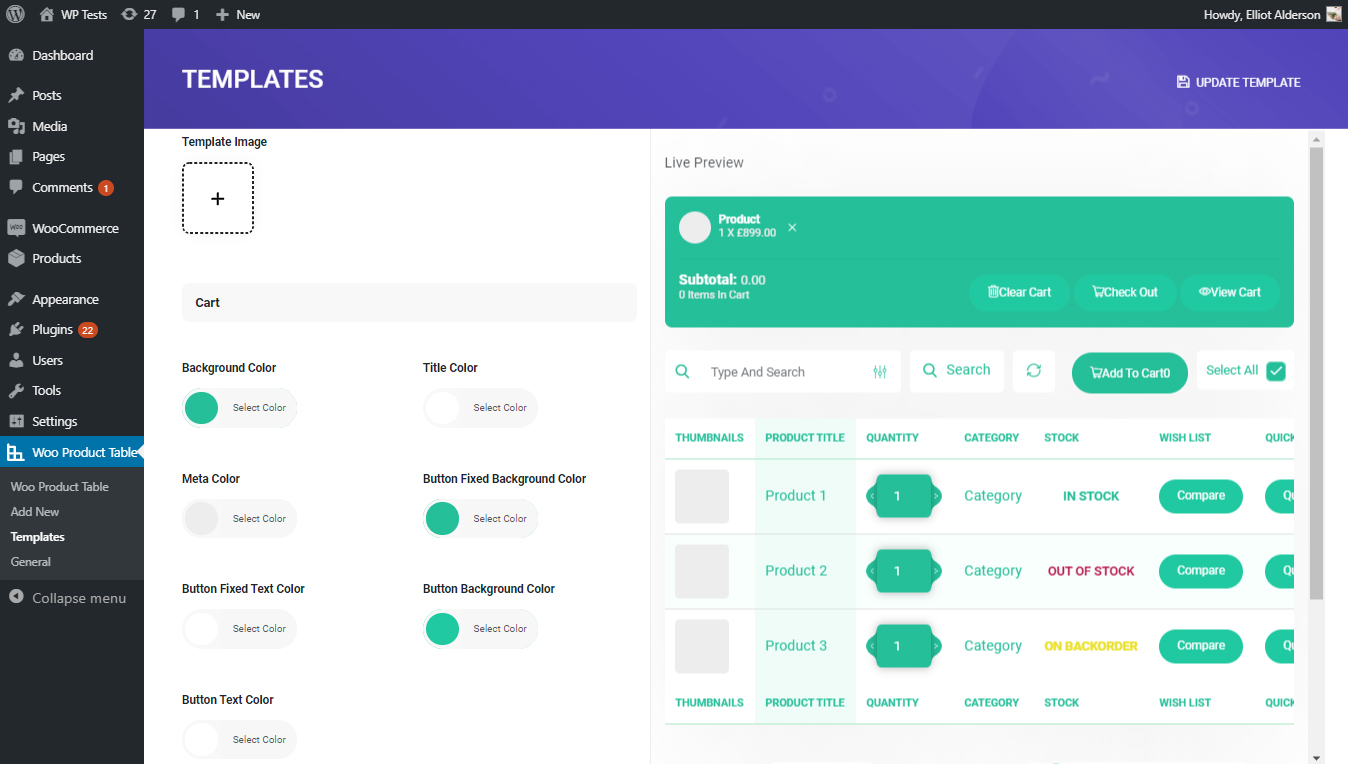 WP Tests 27 1 New Howdy, Elliot Alderson
Dashboard
Posts
Media
Pages
Comments 1
WooCommerce
Products
Appearance
Plugins 22
Users
Tools
Settings
Woo Product Table
Woo Product Table
Add New
Templates
General
Collapse menu
TEMPLATES
UPDATE TEMPLATE
Template Image
+
Cart
Background Color Title Color
Select Color Select Color
Meta Color Button Fixed Background Color
Select Color Select Color
Button Fixed Text Color Button Background Color
Select Color Select Color
Button Text Color
Select Color
Live Preview
Product
1 X £899.00 ×
Subtotal: 0.00
0 Items In Cart
Clear Cart Check Out View Cart
Type And Search Search Add To Cart0 Select All
THUMBNAILS PRODUCT TITLE QUANTITY CATEGORY STOCK WISH LIST QUICK
Product 1 1 Category IN STOCK Compare Qu
Product 2 1 Category OUT OF STOCK Compare Qu
Product 3 1 Category ON BACKORDER Compare Qu
THUMBNAILS PRODUCT TITLE QUANTITY CATEGORY STOCK WISH LIST QUICK